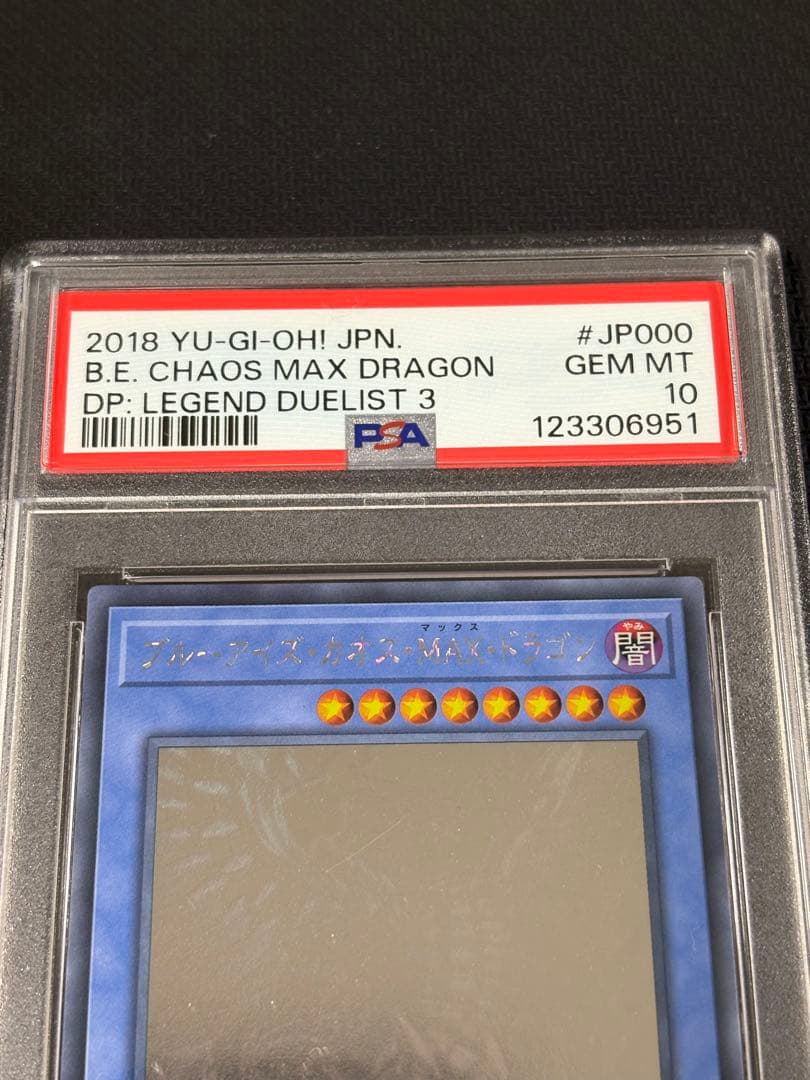 2018 YU-GI-OH! JPN. #JP000
B.E. CHAOS MAX DRAGON GEM MT
DP: LEGEND DUELIST 3 10
PSA 123306951
マックス
ブルーアイズ・カオス・MAX・ドラゴン
やみ
闇